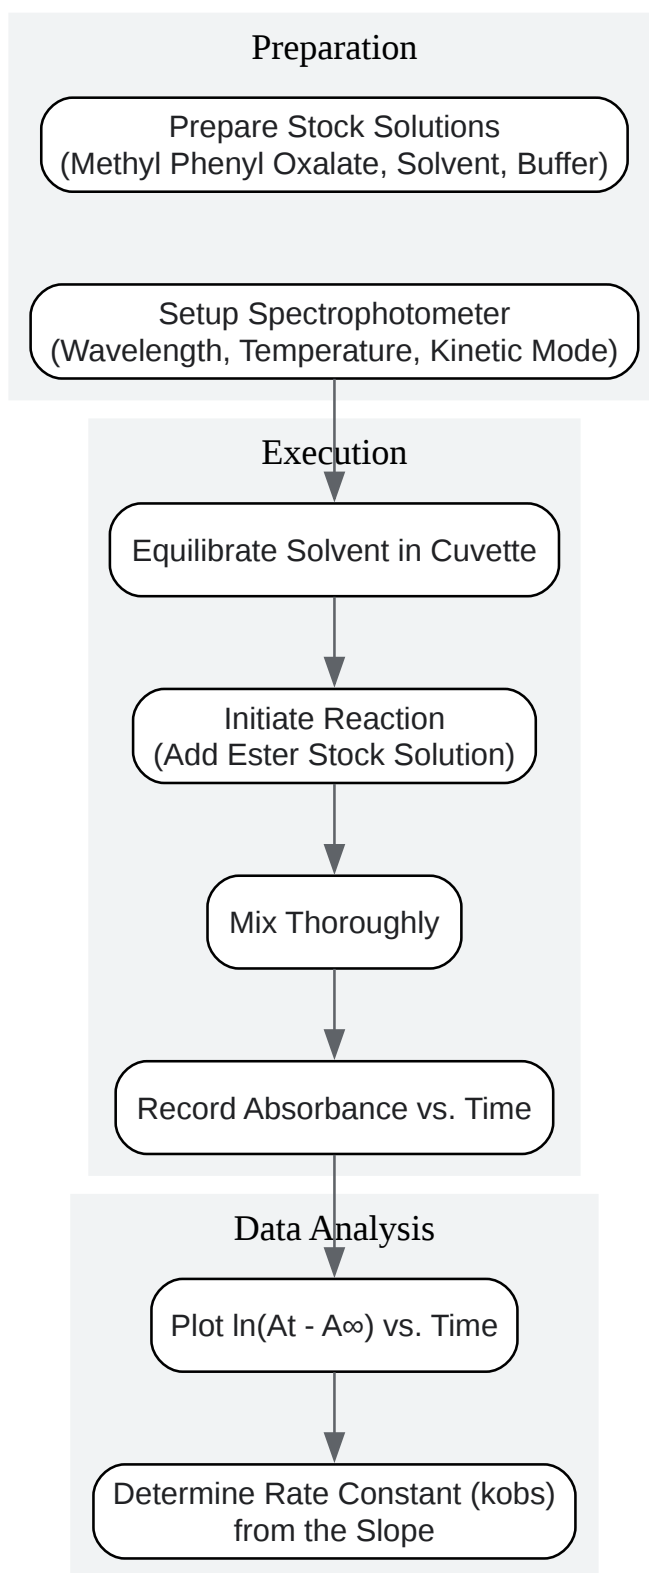 Preparation
Prepare Stock Solutions
(Methyl Phenyl Oxalate, Solvent, Buffer)
Setup Spectrophotometer
(Wavelength, Temperature, Kinetic Mode)
Execution
Equilibrate Solvent in Cuvette
Initiate Reaction
(Add Ester Stock Solution)
Mix Thoroughly
Record Absorbance vs. Time
Data Analysis
Plot ln(At - A∞) vs. Time
Determine Rate Constant (kobs)
from the Slope